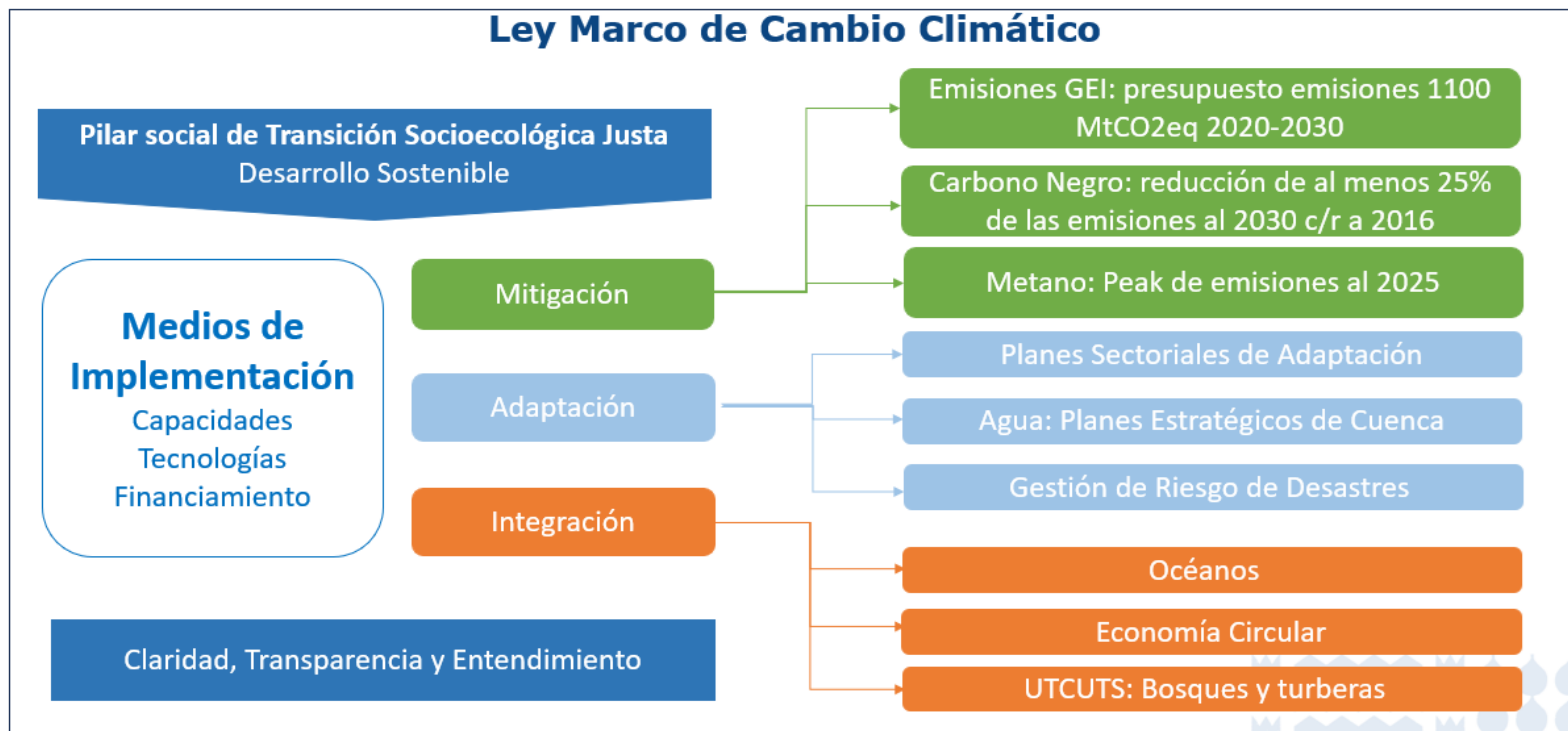 Ley Marco de Cambio Climático
Pilar social de Transición Socioecológica Justa
Desarrollo Sostenible
Medios de
Implementación
Capacidades
Tecnologías
Financiamiento
Claridad, Transparencia y Entendimiento
Mitigación
Emisiones GEI: presupuesto emisiones 1100
MtCO2eq 2020-2030
Carbono Negro: reducción de al menos 25%
de las emisiones al 2030 c/r a 2016
Metano: Peak de emisiones al 2025
Adaptación
Planes Sectoriales de Adaptación
Agua: Planes Estratégicos de Cuenca
Gestión de Riesgo de Desastres
Integración
Océanos
Economía Circular
UTCUTS: Bosques y turberas